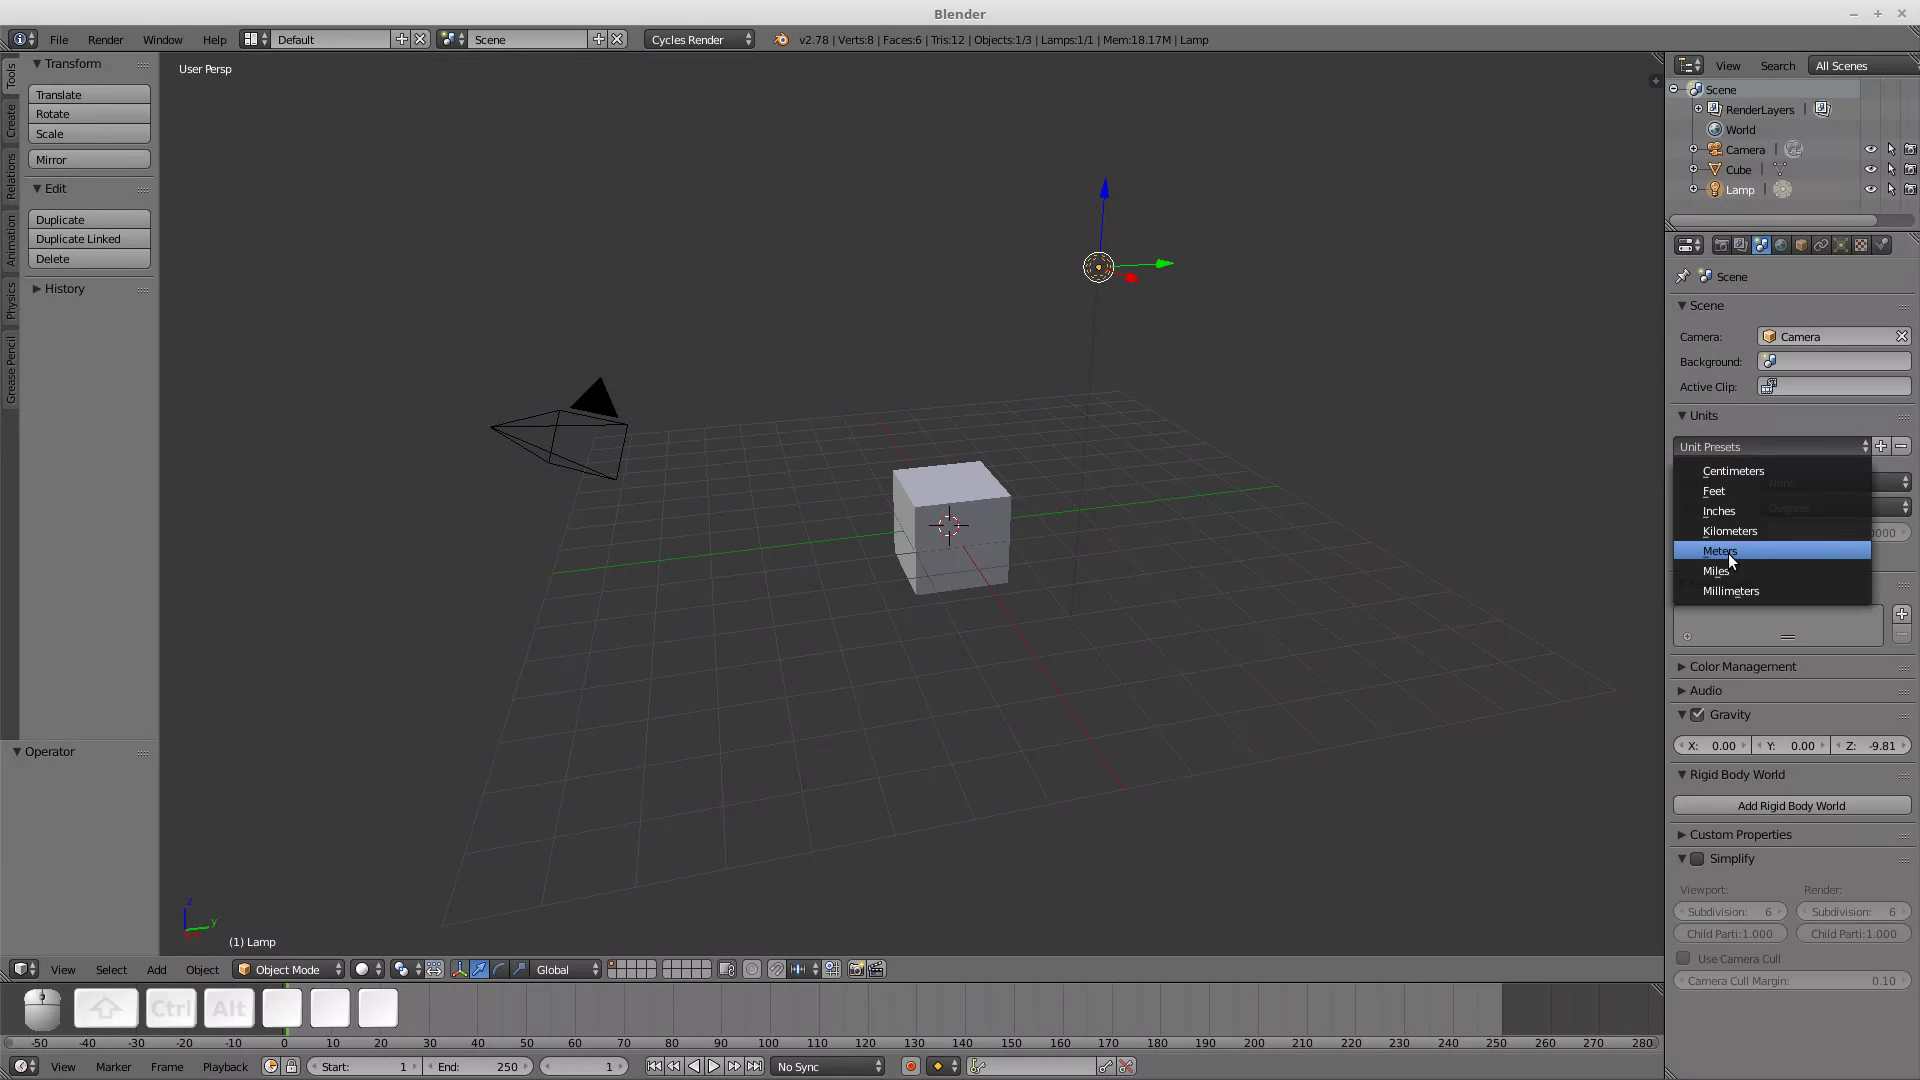 Blender
File Render Window Help Default Scene Cycles Render v2.78 | Verts:8 | Faces:6 | Tris:12 | Objects:1/3 | Lamps:1/1 | Mem:18.17M | Lamp
Tools
Create
Relations
Animation
Physics
Grease Pencil
Transform
Translate
Rotate
Scale
Mirror
Edit
Duplicate
Duplicate Linked
Delete
History
Operator
User Persp
z
y
(1) Lamp
View Search All Scenes
Scene
RenderLayers |
World
Camera |
Cube |
Lamp |
Scene
Scene
Camera: Camera
Background:
Active Clip:
Units
Unit Presets
Centimeters
None
Feet
Degrees
Inches
Kilometers
Meters
Miles
Millimeters
Color Management
Audio
Gravity
X: 0.00 Y: 0.00 Z: -9.81
Rigid Body World
Add Rigid Body World
Custom Properties
Simplify
Viewport: Render:
Subdivision: 6 Subdivision: 6
Child Parti:1.000 Child Parti:1.000
Use Camera Cull
Camera Cull Margin: 0.10
View Select Add Object Object Mode Global
Ctrl Alt
-50 -40 -30 -20 -10 0 10 20 30 40 50 60 70 80 90 100 110 120 130 140 150 160 170 180 190 200 210 220 230 240 250 260 270 280
View Marker Frame Playback Start: 1 End: 250 1 No Sync